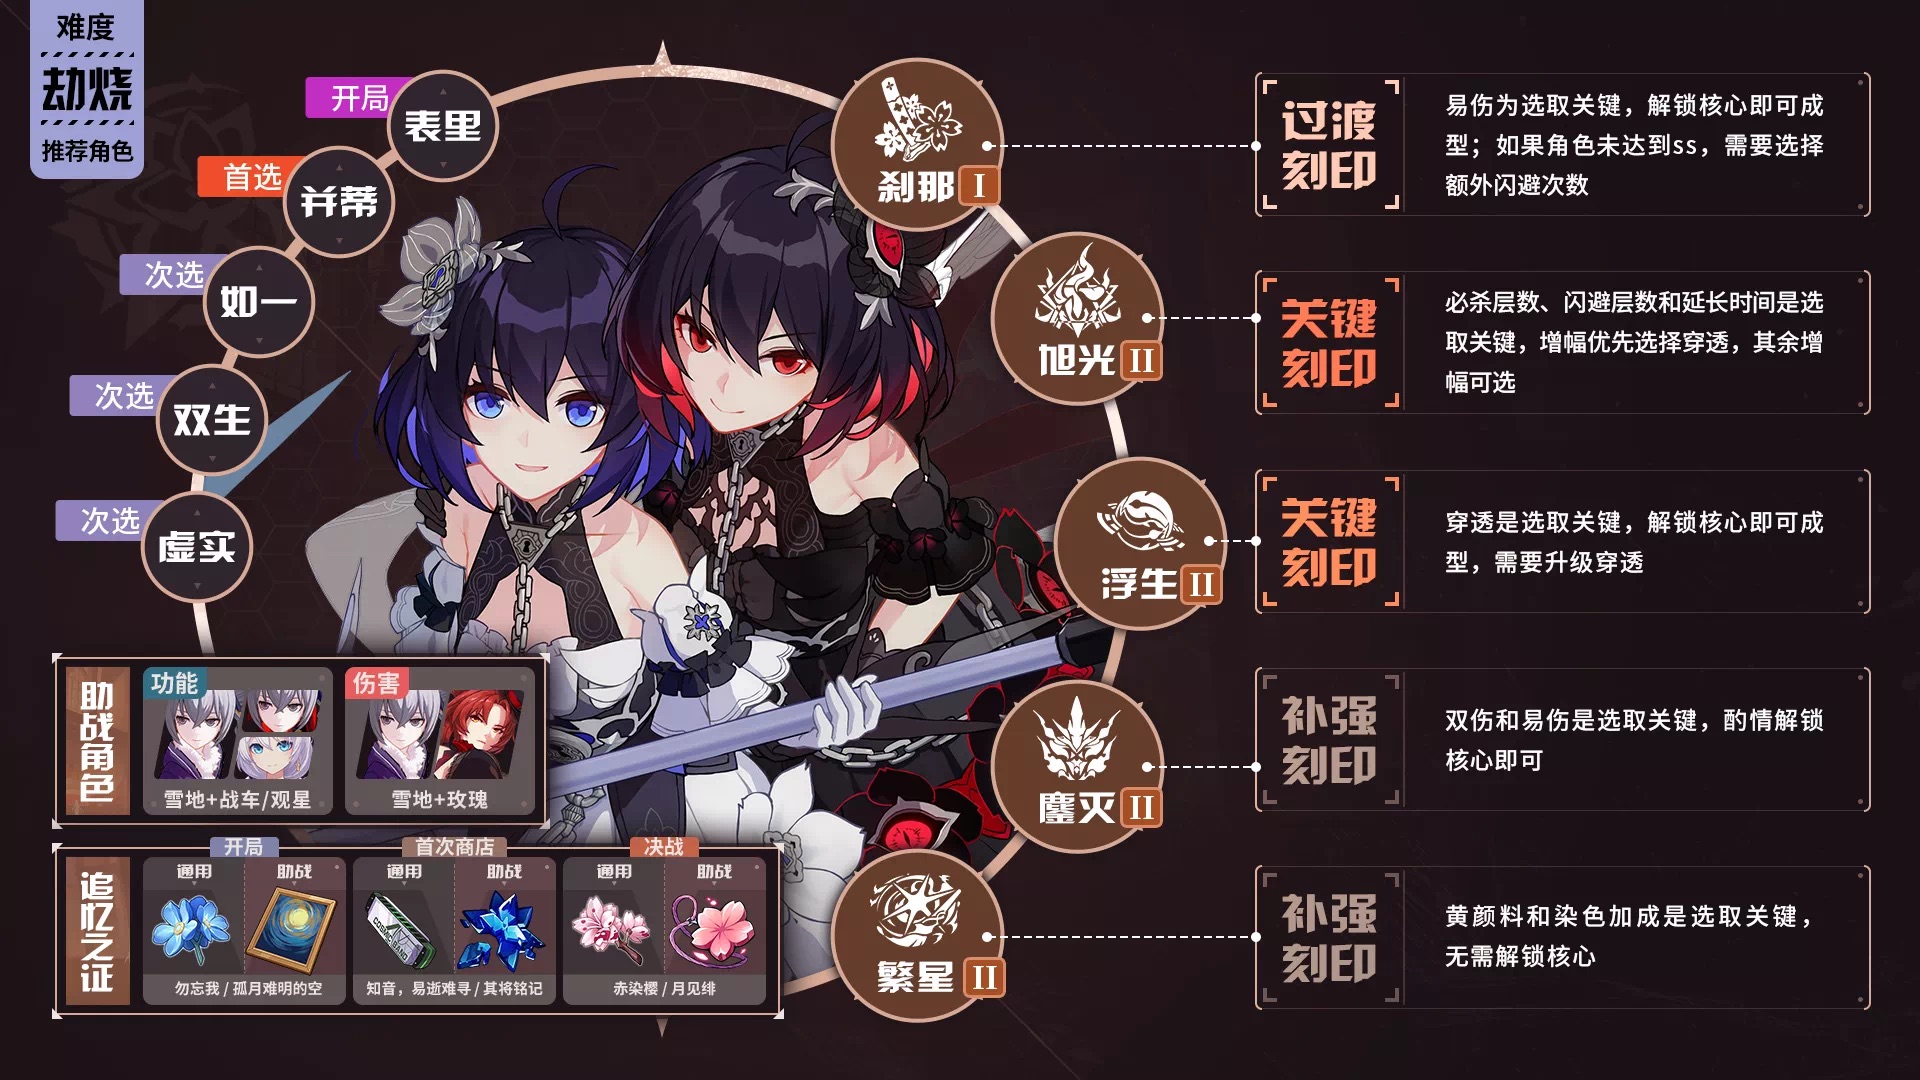 难度
劫烧
推荐角色
开局
表里
首选
并蒂
次选
如一
次选
双生
次选
虚实
刹那 I
过渡
刻印
易伤为选取关键，解锁核心即可成
型；如果角色未达到ss，需要选择
额外闪避次数
旭光 II
关键
刻印
必杀层数、闪避层数和延长时间是选
取关键，增幅优先选择穿透，其余增
幅可选
浮生 II
关键
刻印
穿透是选取关键，解锁核心即可成
型，需要升级穿透
鏖灭 II
补强
刻印
双伤和易伤是选取关键，酌情解锁
核心即可
繁星 II
补强
刻印
黄颜料和染色加成是选取关键，
无需解锁核心
助战角色
功能
雪地+战车/观星
伤害
雪地+玫瑰
追忆之证
开局
通用
助战
勿忘我 / 孤月难明的空
首次商店
通用
助战
知音，易逝难寻 / 其将铭记
决战
通用
助战
赤染樱 / 月见绯